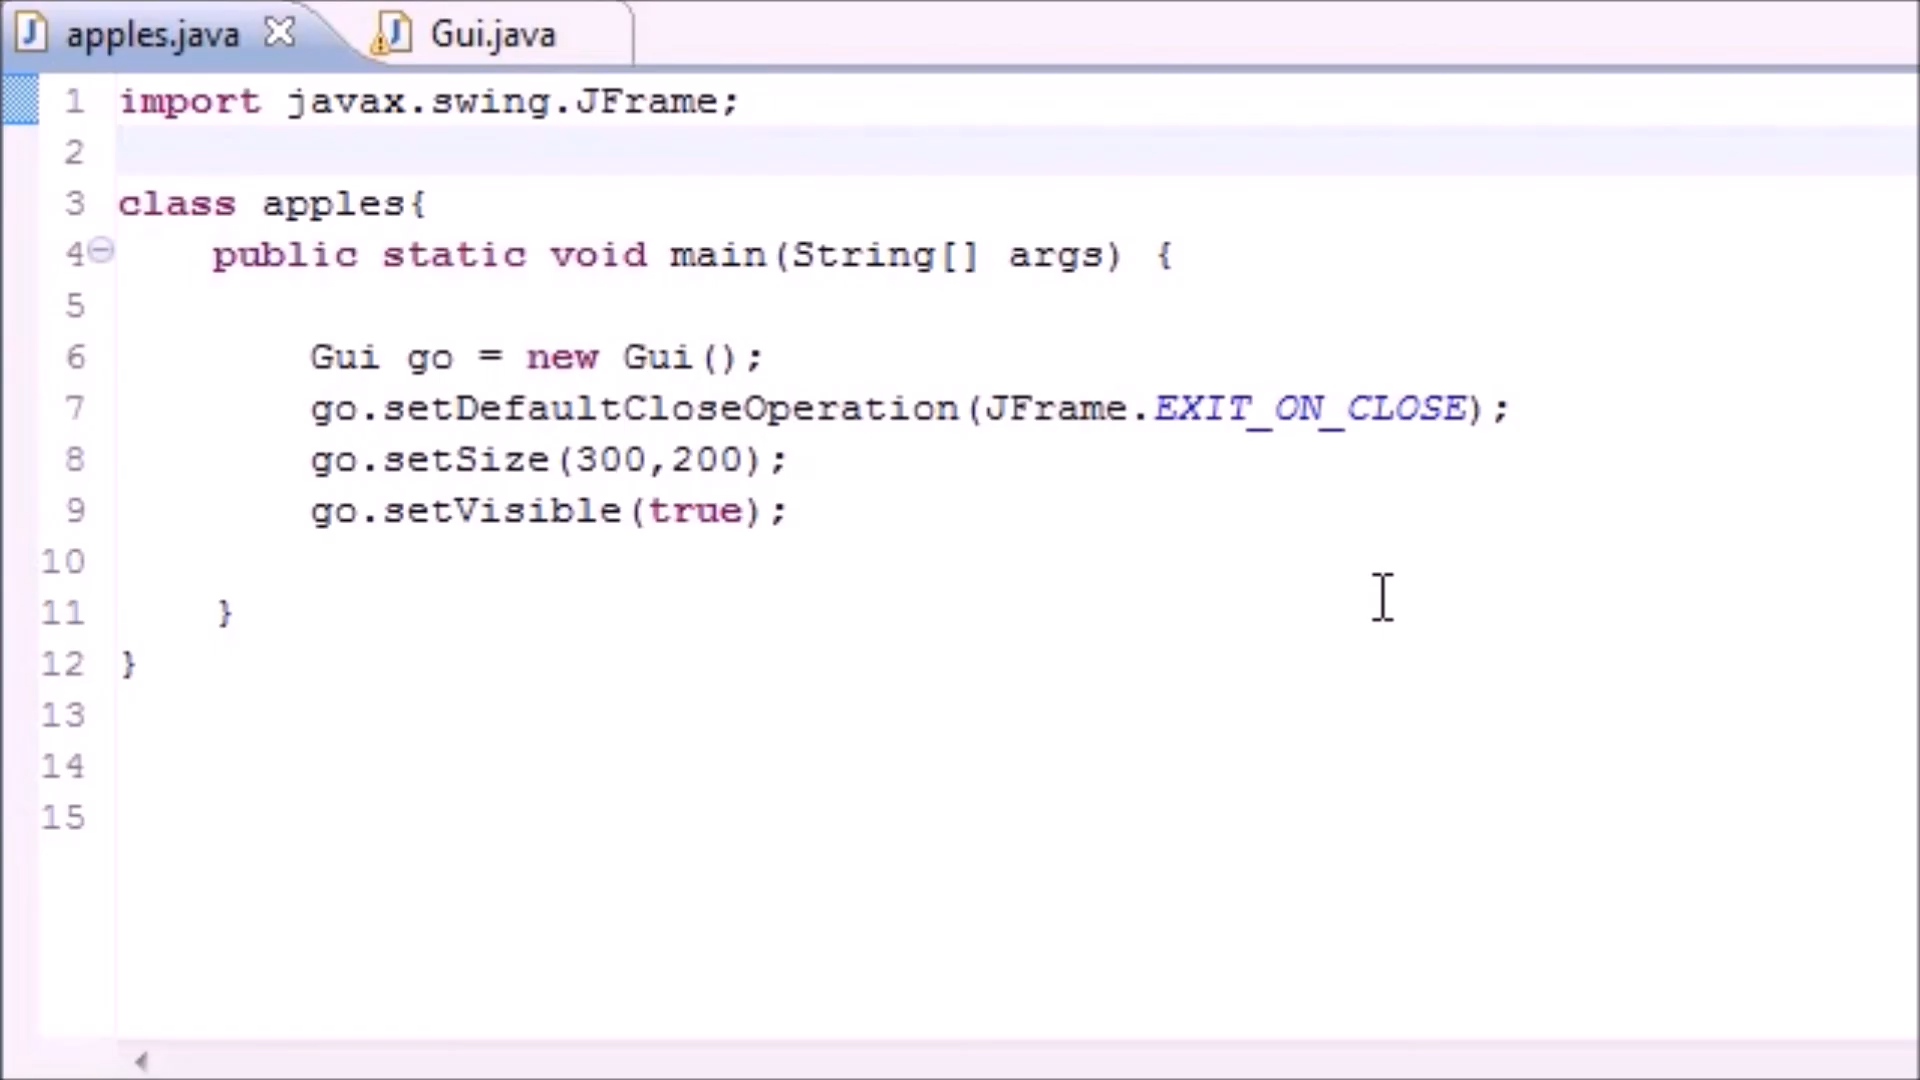 apples.java Gui.java
1 import javax.swing.JFrame;
2
3 class apples{
4 public static void main(String[] args) {
5
6 Gui go = new Gui();
7 go.setDefaultCloseOperation(JFrame.EXIT_ON_CLOSE);
8 go.setSize(300,200);
9 go.setVisible(true);
10
11 }
12 }
13
14
15